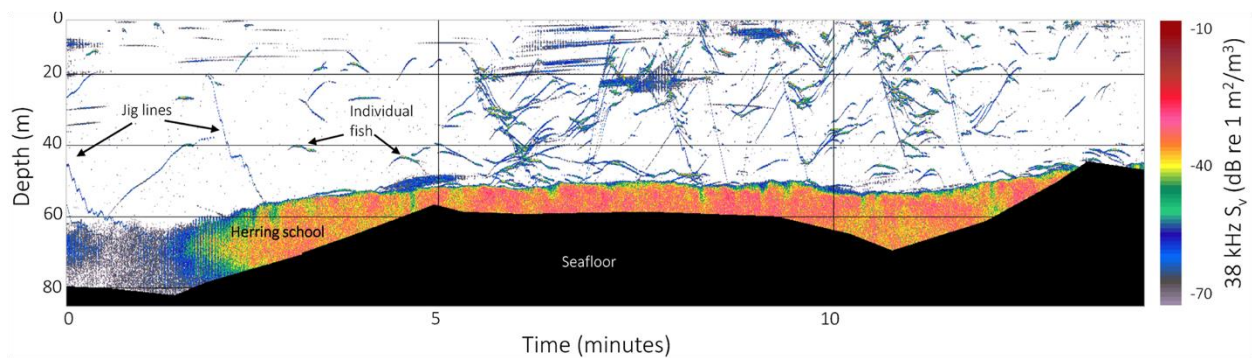 0
20
40
60
80
Depth (m)
Jig lines
Individual
fish
Herring school
Seafloor
0
5
10
Time (minutes)
-10
-40
-70
38 kHz Sv (dB re 1 m²/m³)